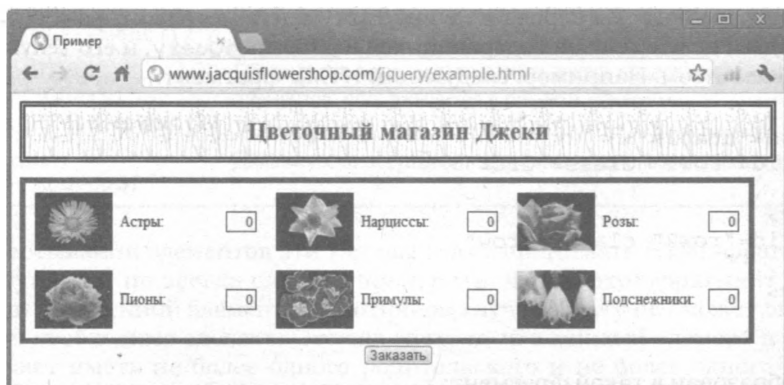 Пример
www.jacquisflowershop.com/jquery/example.html
Цветочный магазин Джеки
Астры: 0 Нарциссы: 0 Розы: 0
Пионы: 0 Примулы: 0 Подснежники: 0
Заказать